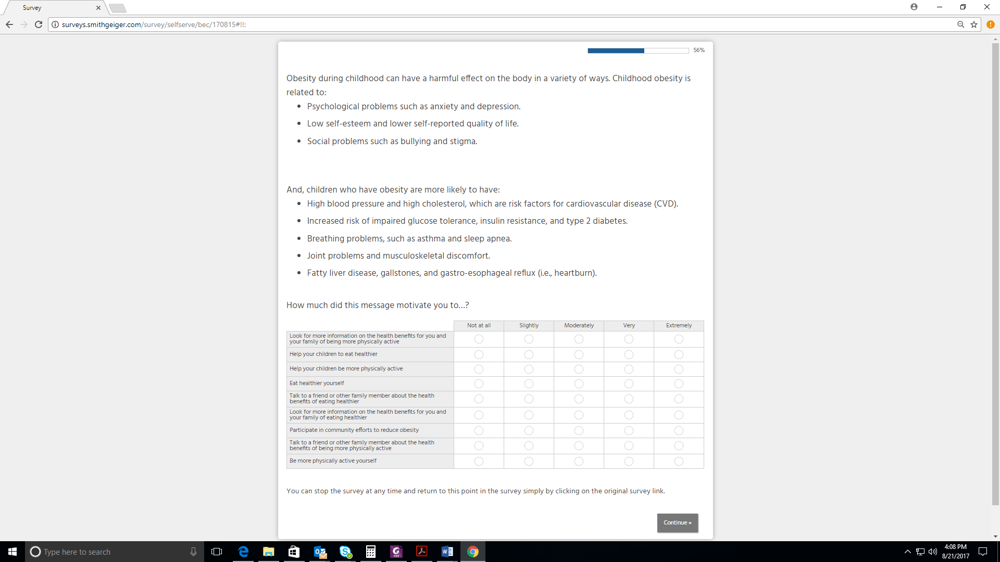 Survey
surveys.smithgeiger.com/survey/selfserve/bec/170815#!!:
56%
Obesity during childhood can have a harmful effect on the body in a variety of ways. Childhood obesity is
related to:
• Psychological problems such as anxiety and depression.
• Low self-esteem and lower self-reported quality of life.
• Social problems such as bullying and stigma.
And, children who have obesity are more likely to have:
• High blood pressure and high cholesterol, which are risk factors for cardiovascular disease (CVD).
• Increased risk of impaired glucose tolerance, insulin resistance, and type 2 diabetes.
• Breathing problems, such as asthma and sleep apnea.
• Joint problems and musculoskeletal discomfort.
• Fatty liver disease, gallstones, and gastro-esophageal reflux (i.e., heartburn).
How much did this message motivate you to...?
Not at all Slightly Moderately Very Extremely
Look for more information on the health benefits for you and
your family of being more physically active
Help your children to eat healthier
Help your children be more physically active
Eat healthier yourself
Talk to a friend or other family member about the health
benefits of eating healthier
Look for more information on the health benefits for you and
your family of eating healthier
Participate in community efforts to reduce obesity
Talk to a friend or other family member about the health
benefits of being more physically active
Be more physically active yourself
You can stop the survey at any time and return to this point in the survey simply by clicking on the original survey link.
Continue »
Type here to search
4:08 PM
8/21/2017